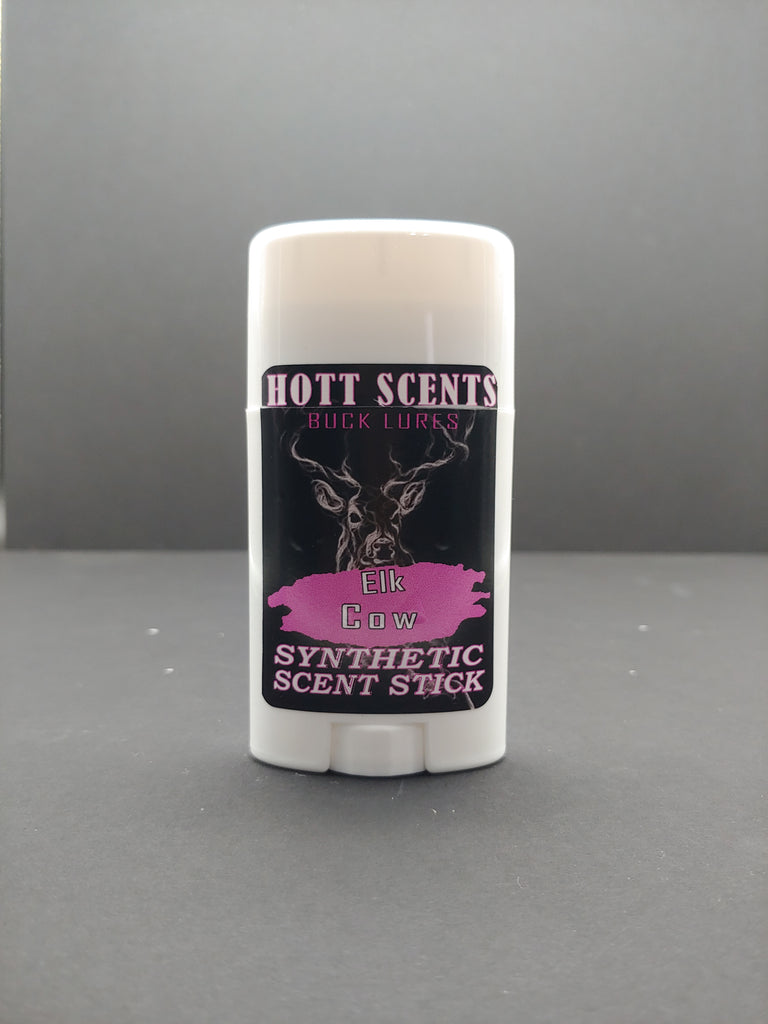 HOTT SCENTS
BUCK LURES
Elk
Cow
SYNTHETIC
SCENT STICK